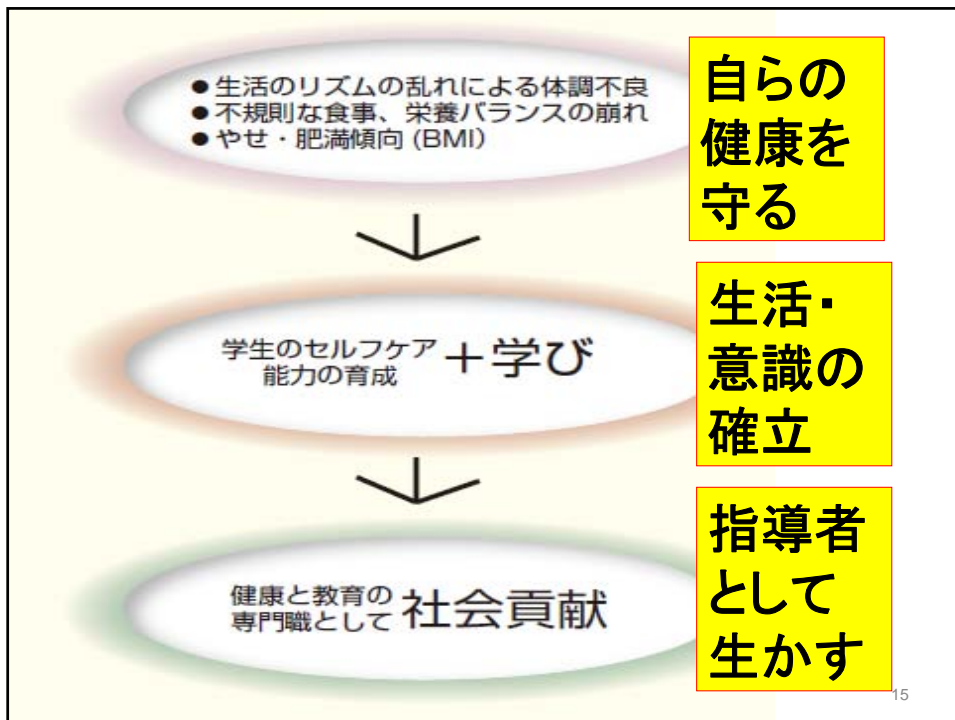 ●生活のリズムの乱れによる体調不良
●不規則な食事、栄養バランスの崩れ
●やせ・肥満傾向 (BMI）
自らの
健康を
守る
学生のセルフケア
能力の育成
＋学び
生活・
意識の
確立
健康と教育の
専門職として
社会貢献
指導者
として
生かす
15